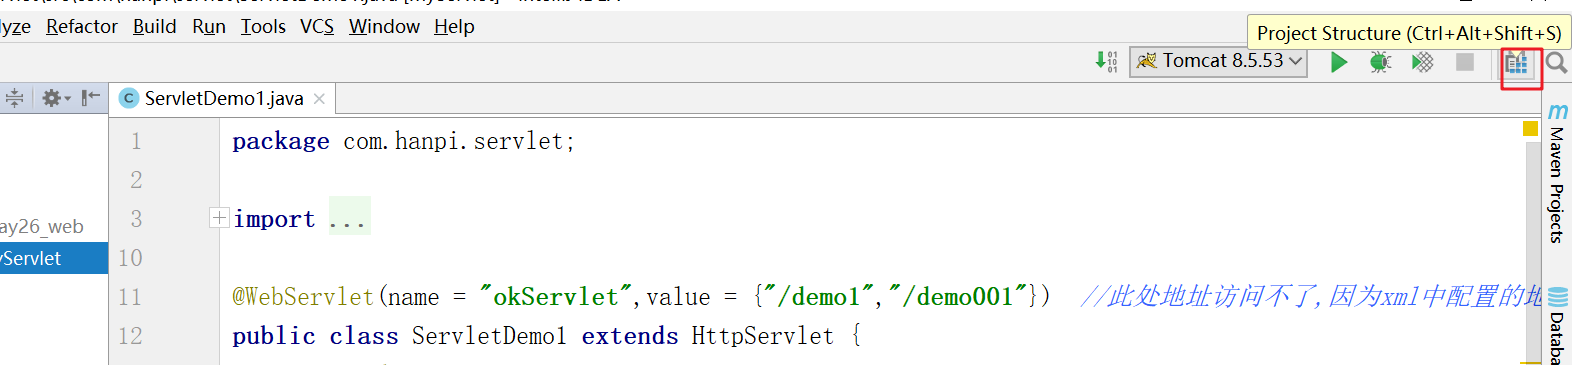 lyze Refactor Build Run Tools VCS Window Help
Project Structure (Ctrl+Alt+Shift+S)
Tomcat 8.5.53
ServletDemo1.java
1 package com.hanpi.servlet;
2
3 import ...
10
11 @WebServlet(name = "okServlet",value = {"/demo1","/demo001"}) //此处地址访问不了,因为xml中配置的地
12 public class ServletDemo1 extends HttpServlet {
ay26_web
yServlet
Maven Projects
Databa